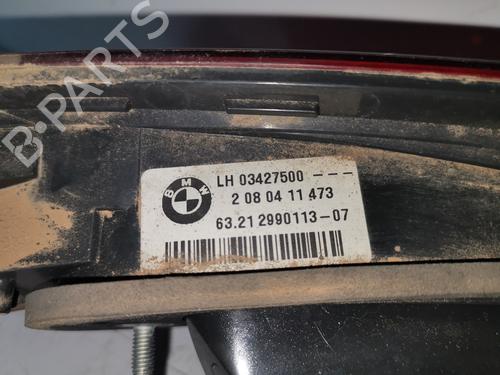 B-PARTS
BMW
LH 03427500 ---
2 08 04 11 473
63.21 2990113-07